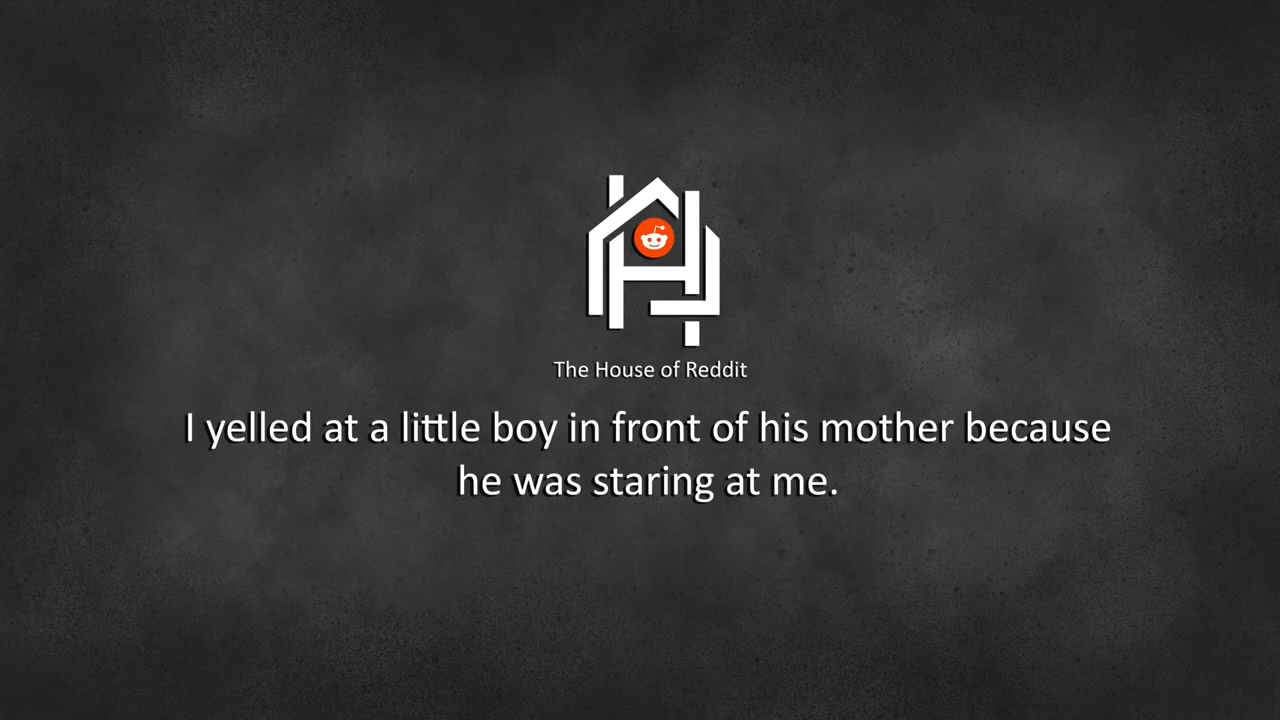 The House of Reddit
I yelled at a little boy in front of his mother because
he was staring at me.